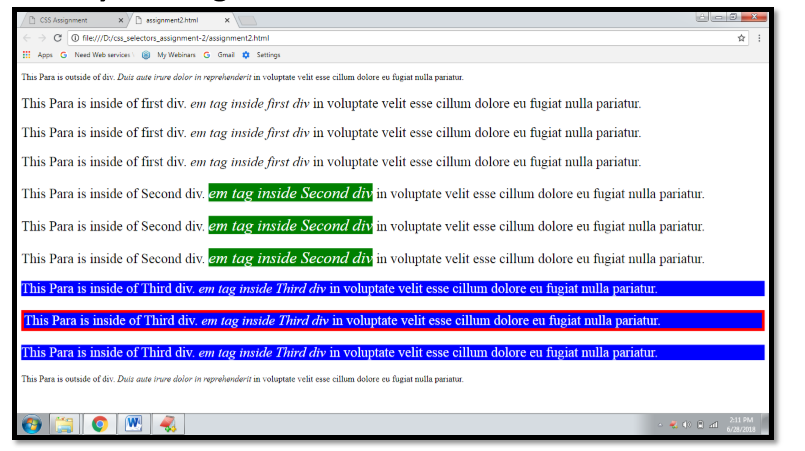 CSS Assignment
assignment2.html
file:///D:/css_selectors_assignment-2/assignment2.html
Apps Need Web services My Webinars Gmail Settings
This Para is outside of div. Duis aute irure dolor in reprehenderit in voluptate velit esse cillum dolore eu fugiat nulla pariatur.
This Para is inside of first div. em tag inside first div in voluptate velit esse cillum dolore eu fugiat nulla pariatur.
This Para is inside of first div. em tag inside first div in voluptate velit esse cillum dolore eu fugiat nulla pariatur.
This Para is inside of first div. em tag inside first div in voluptate velit esse cillum dolore eu fugiat nulla pariatur.
This Para is inside of Second div. em tag inside Second div in voluptate velit esse cillum dolore eu fugiat nulla pariatur.
This Para is inside of Second div. em tag inside Second div in voluptate velit esse cillum dolore eu fugiat nulla pariatur.
This Para is inside of Second div. em tag inside Second div in voluptate velit esse cillum dolore eu fugiat nulla pariatur.
This Para is inside of Third div. em tag inside Third div in voluptate velit esse cillum dolore eu fugiat nulla pariatur.
This Para is inside of Third div. em tag inside Third div in voluptate velit esse cillum dolore eu fugiat nulla pariatur.
This Para is inside of Third div. em tag inside Third div in voluptate velit esse cillum dolore eu fugiat nulla pariatur.
This Para is outside of div. Duis aute irure dolor in reprehenderit in voluptate velit esse cillum dolore eu fugiat nulla pariatur.
2:11 PM
6/28/2018